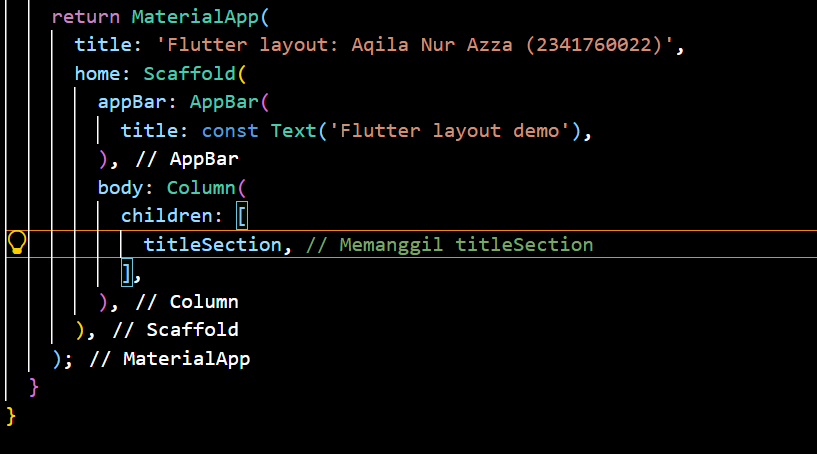 return MaterialApp(
title: 'Flutter layout: Aqila Nur Azza (2341760022)',
home: Scaffold(
appBar: AppBar(
title: const Text('Flutter layout demo'),
), // AppBar
body: Column(
children: [
titleSection, // Memanggil titleSection
],
), // Column
), // Scaffold
); // MaterialApp
}
}